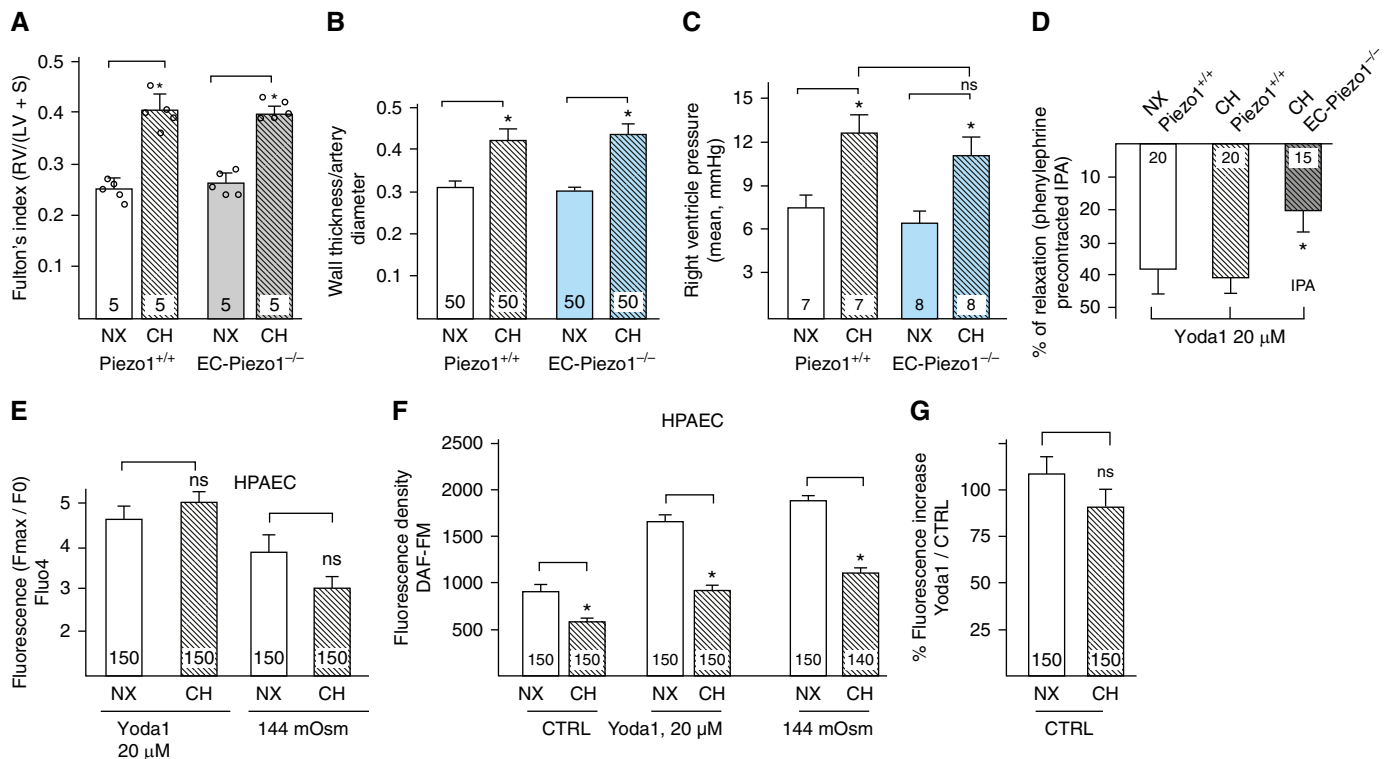 A
Fulton's index (RV/(LV + S)
0.5
0.4
0.3
0.2
0.1
*
*
5
5
5
5
NX
CH
NX
CH
Piezo1+/+
EC-Piezo1−/−
B
Wall thickness/artery
diameter
0.5
0.4
0.3
0.1
*
*
50
50
50
50
NX
CH
NX
CH
Piezo1+/+
EC-Piezo1−/−
C
Right ventricle pressure
(mean, mmHg)
15
12
9
6
3
*
ns
*
7
7
8
8
NX
CH
NX
CH
Piezo1+/+
EC-Piezo1−/−
D
% of relaxation (phenylephrine
precontracted IPA)
NX
Piezo1+/+
CH
Piezo1+/+
CH
EC-Piezo1−/−
20
20
15
10
20
30
40
50
*
IPA
Yoda1 20 μM
E
Fluorescence (Fmax / F0)
Fluo4
5
4
3
2
ns
HPAEC
ns
150
150
150
150
NX
CH
NX
CH
Yoda1
20 μM
144 mOsm
F
HPAEC
Fluorescence density
DAF-FM
2500
2000
1500
1000
500
*
*
*
150
150
150
150
150
140
NX
CH
NX
CH
NX
CH
CTRL
Yoda1, 20 μM
144 mOsm
G
% Fluorescence increase
Yoda1 / CTRL
100
75
50
25
ns
150
150
NX
CH
CTRL